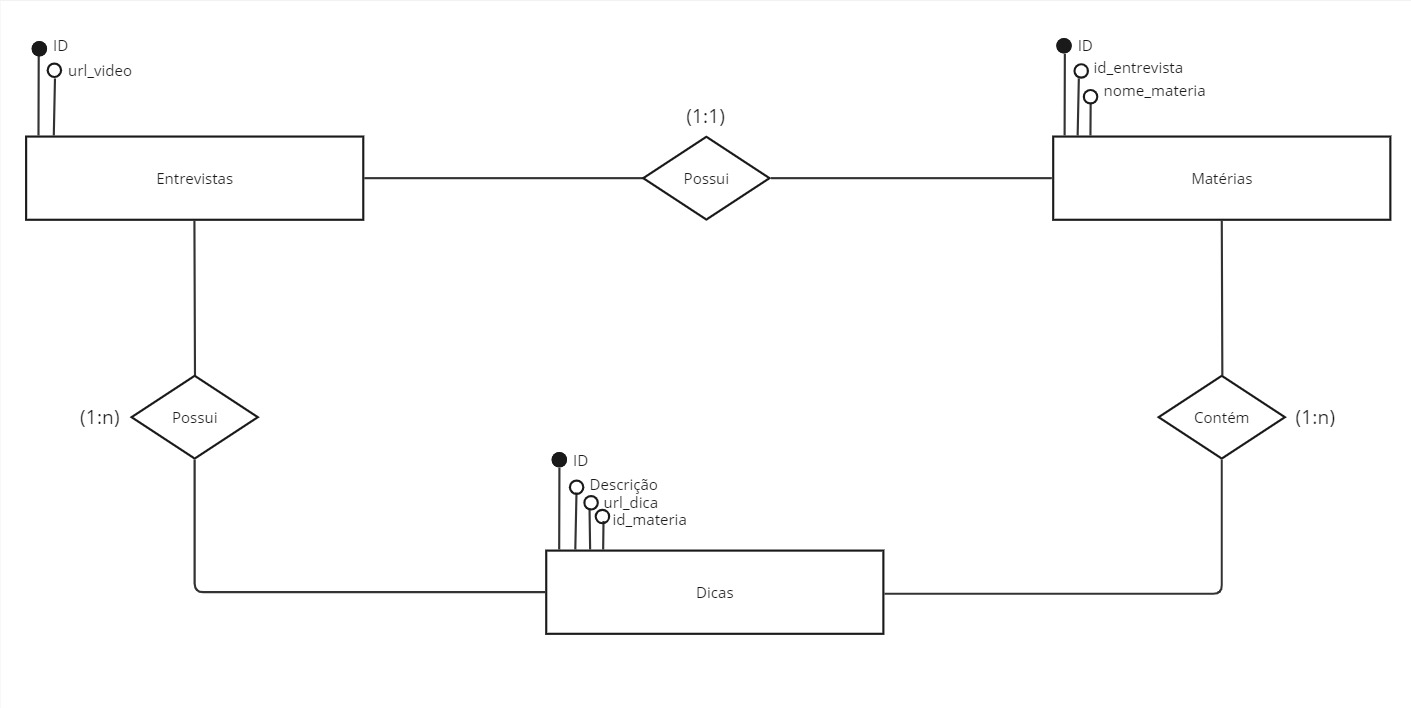 ID
url_video
Entrevistas
(1:1)
Possui
ID
id_entrevista
nome_materia
Matérias
(1:n)
Possui
Contém
(1:n)
ID
Descrição
url_dica
id_materia
Dicas